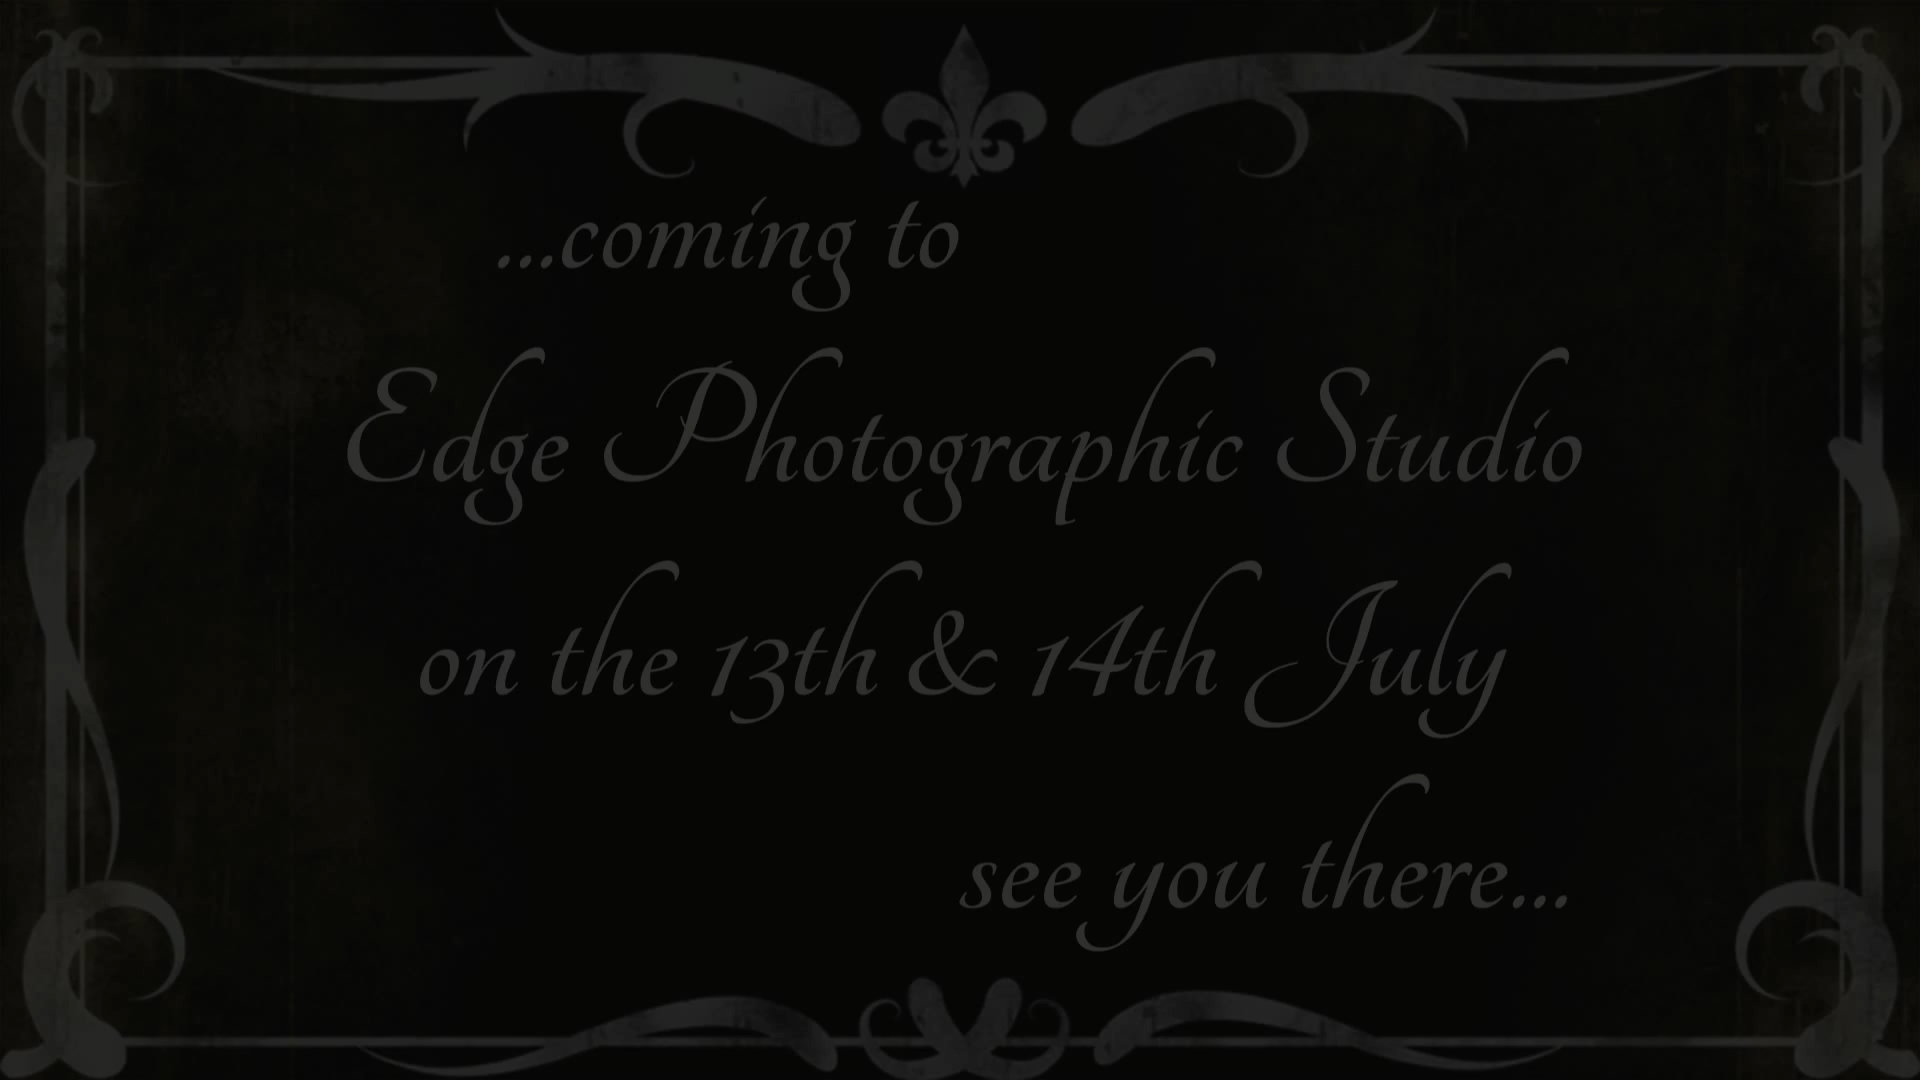 ...coming to
Edge Photographic Studio
on the 13th & 14th July
see you there...